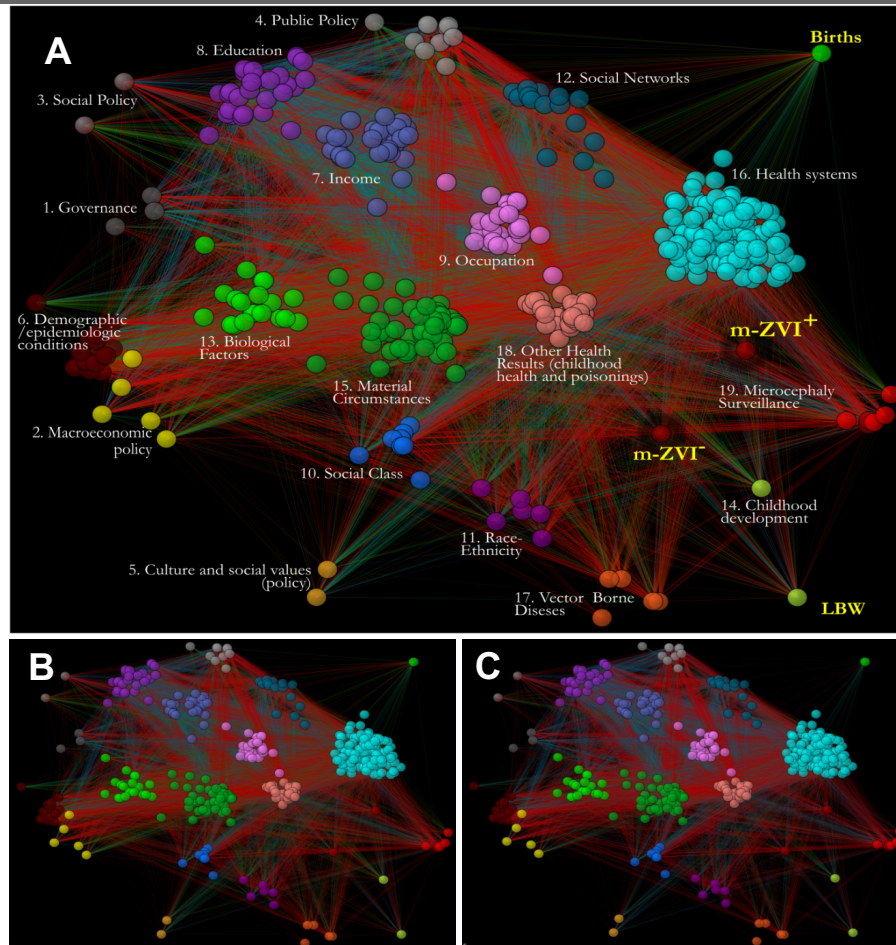 A
4. Public Policy
8. Education
Births
12. Social Networks
3. Social Policy
7. Income
16. Health systems
1. Governance
9. Occupation
6. Demographic
/epidemiologic
conditions
13. Biological
Factors
m-ZVI+
18. Other Health
Results (childhood
health and poisonings)
15. Material
Circumstances
19. Microcephaly
Surveillance
2. Macroeconomic
policy
m-ZVI-
10. Social Class
14. Childhood
development
11. Race-
Ethnicity
5. Culture and social values
(policy)
17. Vector Borne
Diseses
LBW
B
C